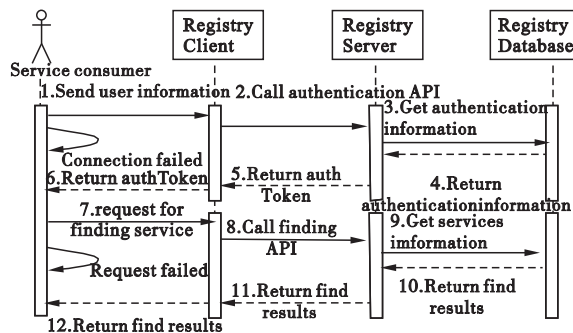 Registry
Client
Registry
Server
Registry
Database
Service consumer
1.Send user information
2.Call authentication API
3.Get authentication
information
Connection failed
4.Return
authenticationinformation
5.Return auth
Token
6.Return authToken
7.request for
finding service
8.Call finding
API
9.Get services
imformation
Request failed
10.Return find
results
11.Return find
results
12.Return find results